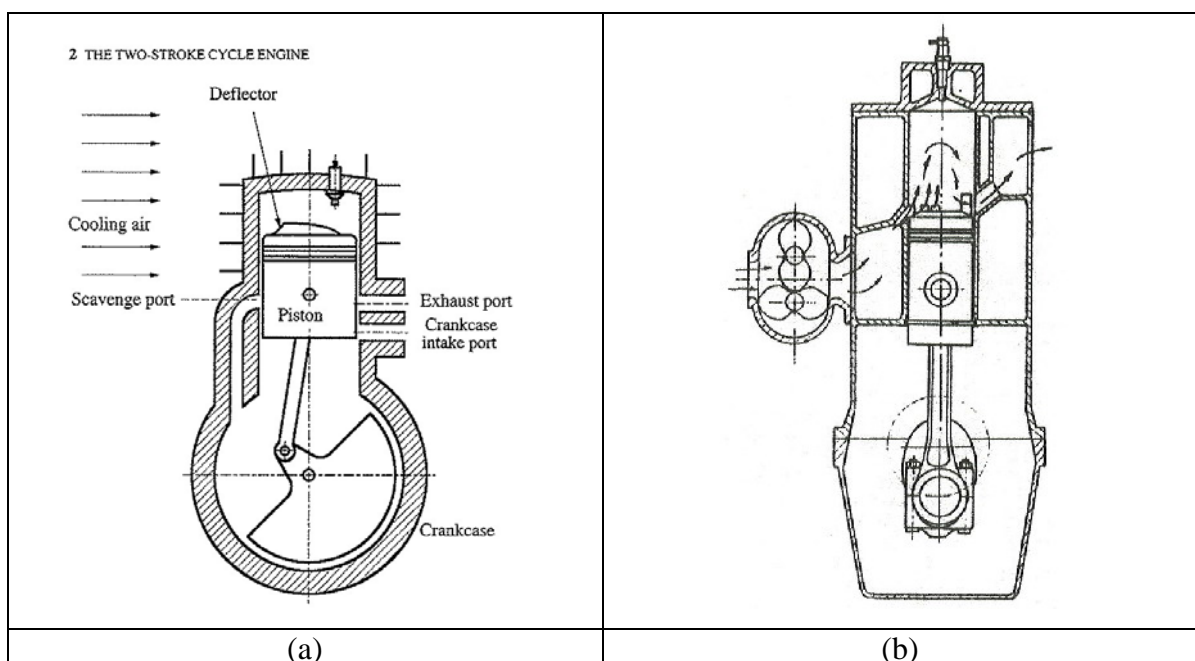 2 THE TWO-STROKE CYCLE ENGINE
Deflector
Cooling air
Scavenge port
Piston
Exhaust port
Crankcase
intake port
Crankcase
(a)
(b)